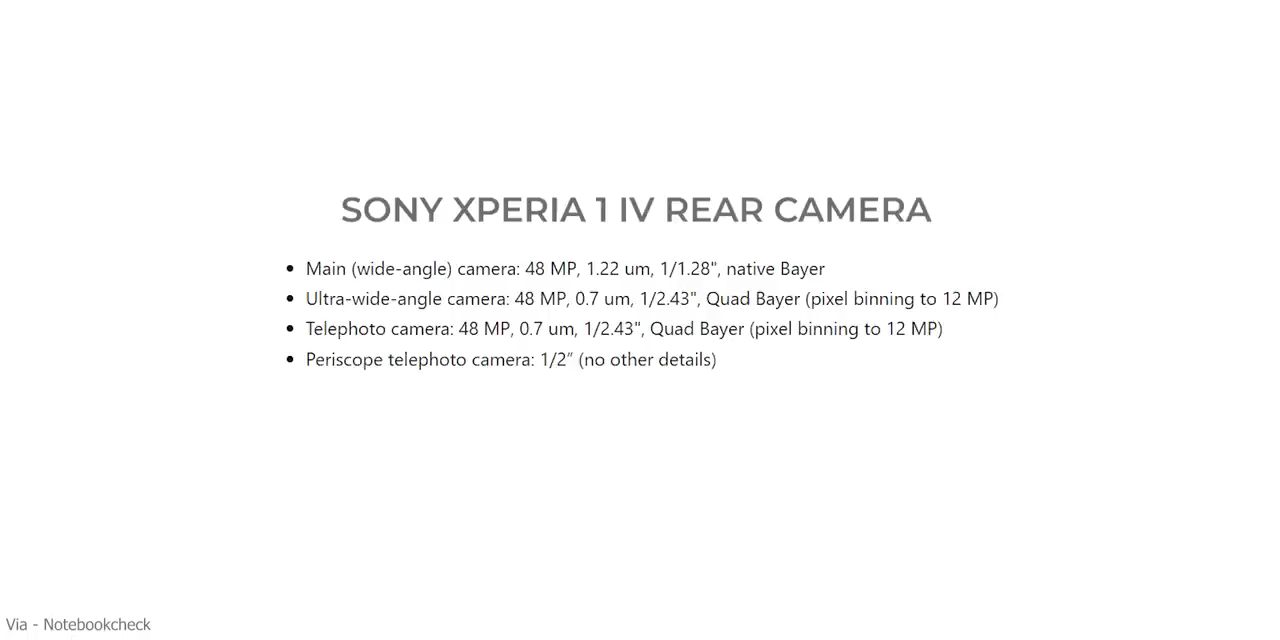 SONY XPERIA 1 IV REAR CAMERA
• Main (wide-angle) camera: 48 MP, 1.22 um, 1/1.28", native Bayer
• Ultra-wide-angle camera: 48 MP, 0.7 um, 1/2.43", Quad Bayer (pixel binning to 12 MP)
• Telephoto camera: 48 MP, 0.7 um, 1/2.43", Quad Bayer (pixel binning to 12 MP)
• Periscope telephoto camera: 1/2” (no other details)
Via - Notebookcheck